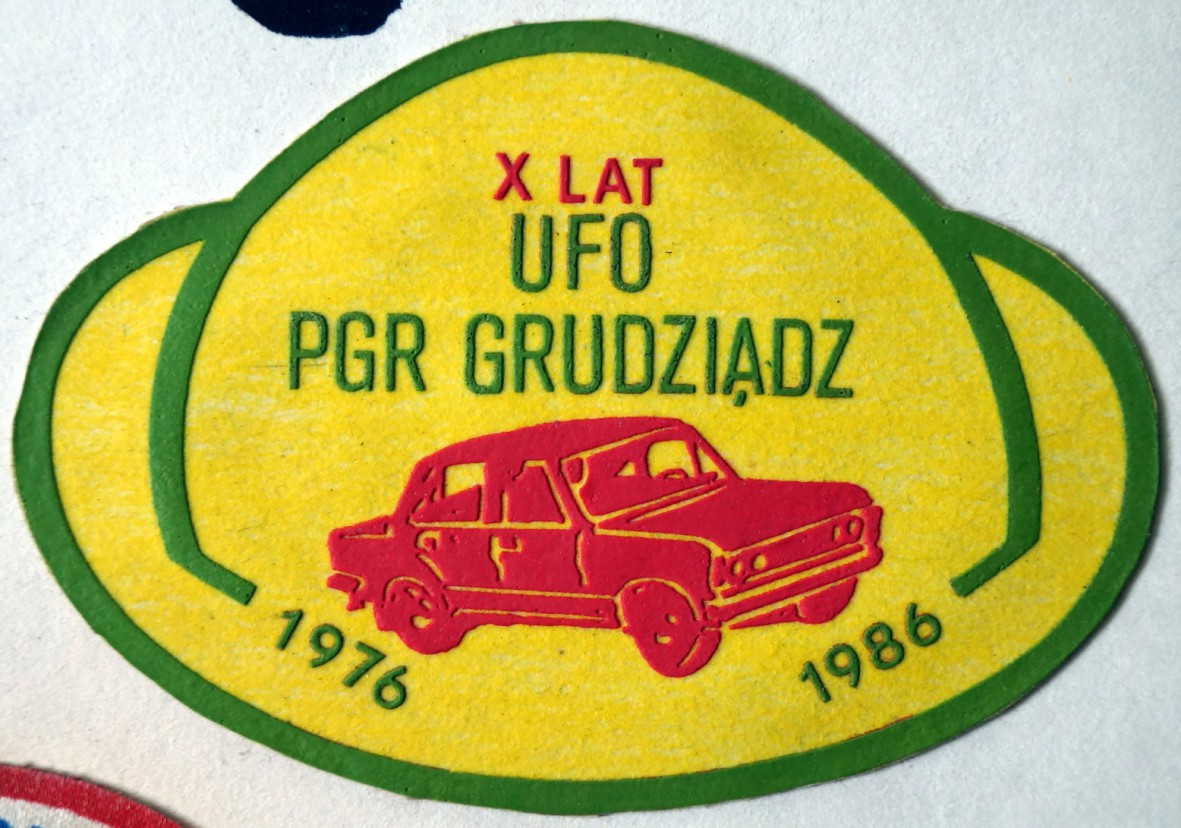 X LAT
UFO
PGR GRUDZIĄDZ
1976
1986